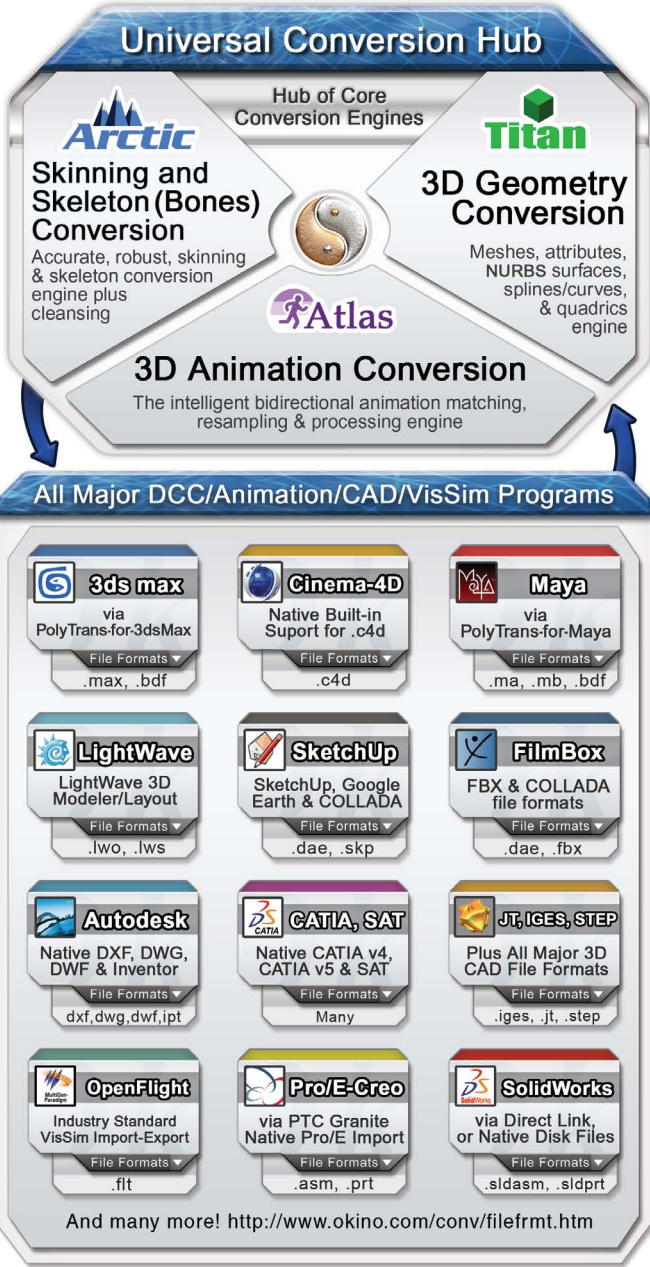 Universal Conversion Hub
Hub of Core
Conversion Engines
Arctic
Skinning and
Skeleton (Bones)
Conversion
Accurate, robust, skinning
& skeleton conversion
engine plus
cleansing
Titan
3D Geometry
Conversion
Meshes, attributes,
NURBS surfaces,
splines/curves,
& quadrics
engine
Atlas
3D Animation Conversion
The intelligent bidirectional animation matching,
resampling & processing engine
All Major DCC/Animation/CAD/VisSim Programs
3ds max
via
PolyTrans-for-3dsMax
File Formats
.max, .bdf
Cinema-4D
Native Built-in
Suport for .c4d
File Formats
.c4d
MAYA
Maya
via
PolyTrans-for-Maya
File Formats
.ma, .mb, .bdf
LightWave
LightWave 3D
Modeler/Layout
File Formats
.lwo, .lws
SketchUp
SketchUp, Google
Earth & COLLADA
File Formats
.dae, .skp
FilmBox
FBX & COLLADA
file formats
File Formats
.dae, .fbx
Autodesk
Native DXF, DWG,
DWF & Inventor
File Formats
dxf,dwg,dwf,ipt
CATIA
CATIA, SAT
Native CATIA v4,
CATIA v5 & SAT
File Formats
Many
JT, IGES, STEP
Plus All Major 3D
CAD File Formats
File Formats
.iges, .jt, .step
MultiGen-
Paradigm
OpenFlight
Industry Standard
VisSim Import-Export
File Formats
.flt
Pro/E-Creo
via PTC Granite
Native Pro/E Import
File Formats
.asm, .prt
SolidWorks
SolidWorks
via Direct Link,
or Native Disk Files
File Formats
.sldasm, .sldprt
And many more! http://www.okino.com/conv/filefrmt.htm